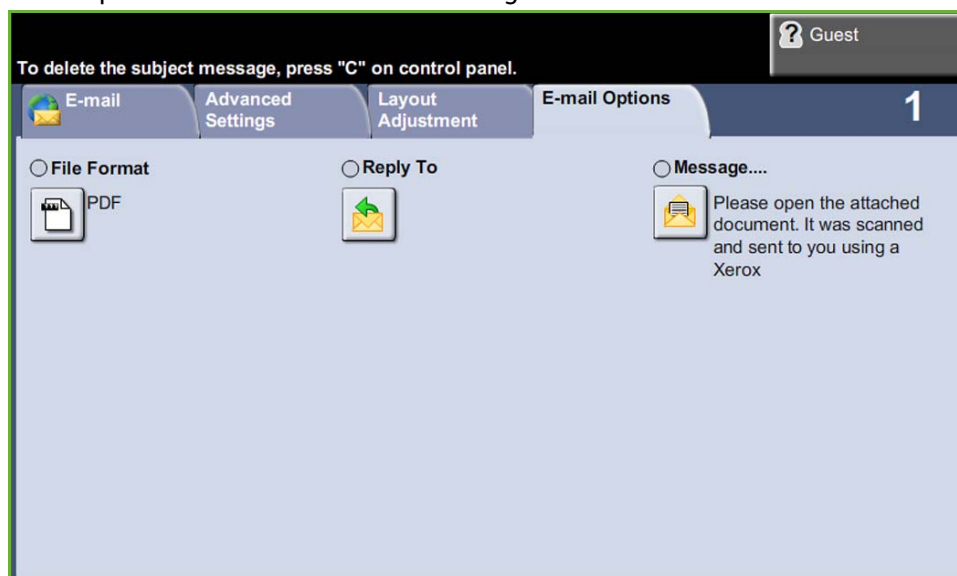 Guest
To delete the subject message, press "C" on control panel.
E-mail
Advanced
Settings
Layout
Adjustment
E-mail Options
1
File Format
PDF
Reply To
Message....
Please open the attached
document. It was scanned
and sent to you using a
Xerox